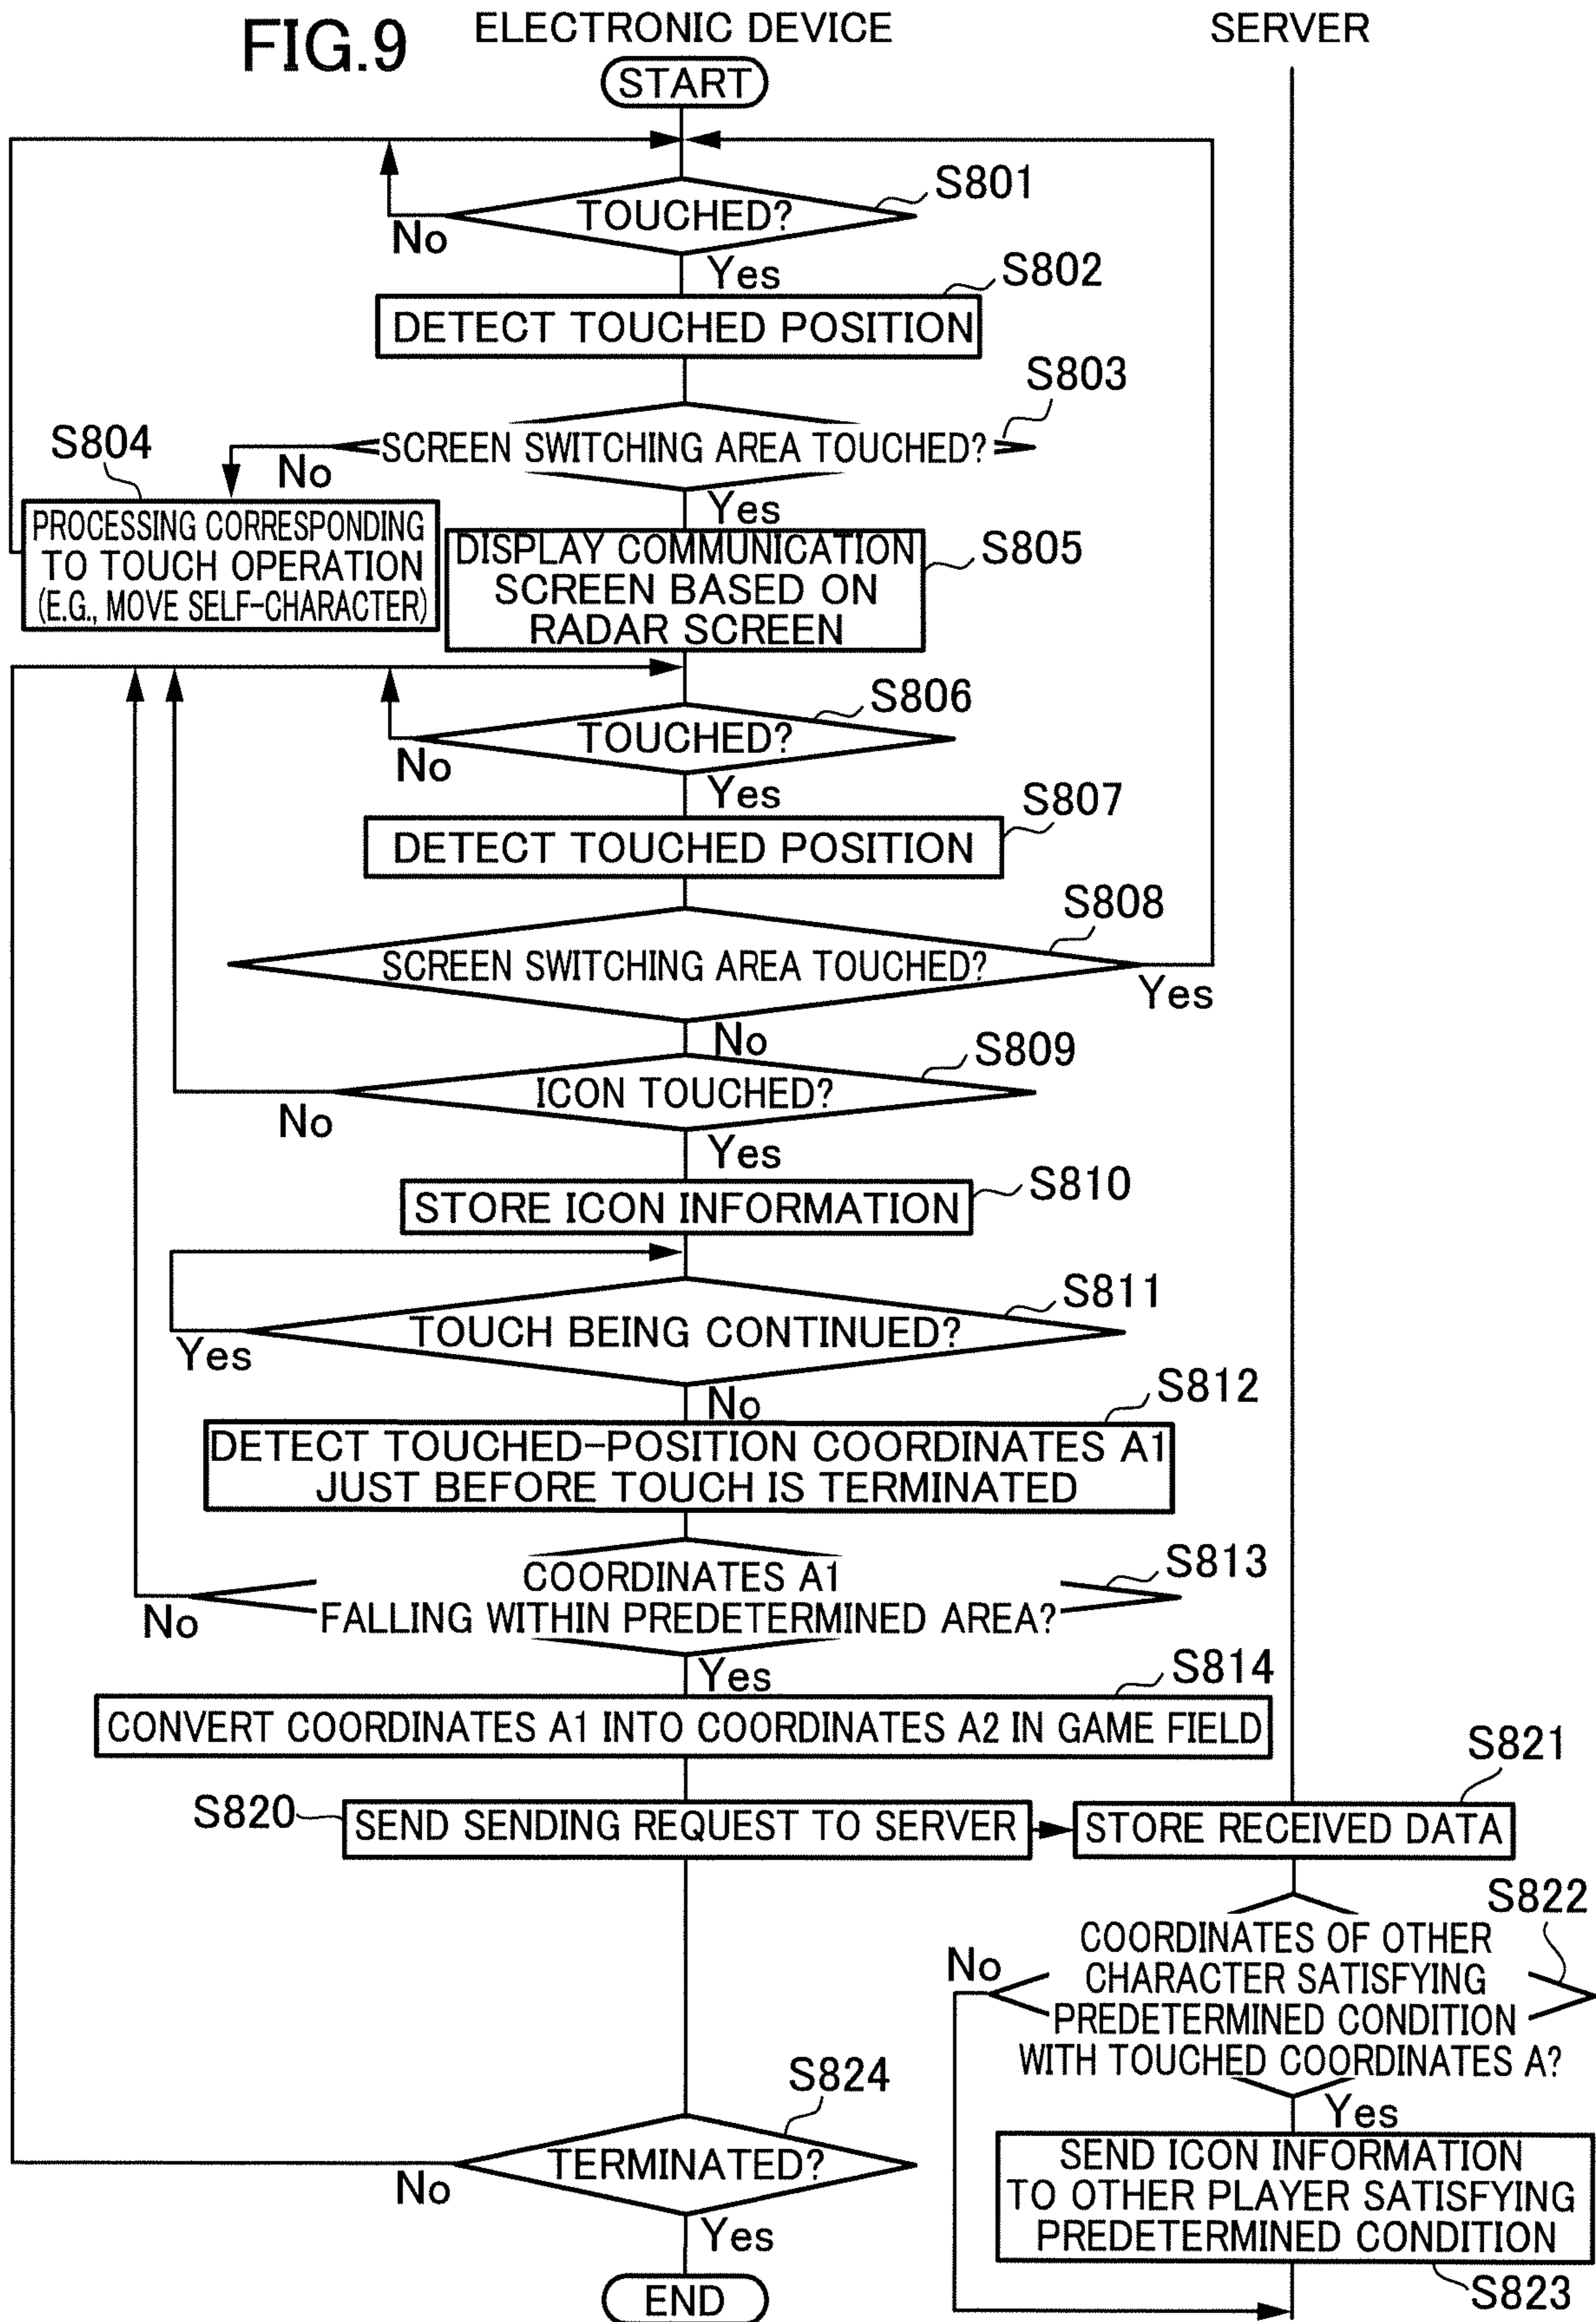 FIG.9
ELECTRONIC DEVICE
SERVER
START
S801
TOUCHED?
No
Yes
S802
DETECT TOUCHED POSITION
S803
SCREEN SWITCHING AREA TOUCHED?
S804
No
Yes
PROCESSING CORRESPONDING
TO TOUCH OPERATION
(E.G., MOVE SELF-CHARACTER)
S805
DISPLAY COMMUNICATION
SCREEN BASED ON
RADAR SCREEN
S806
TOUCHED?
No
Yes
S807
DETECT TOUCHED POSITION
S808
SCREEN SWITCHING AREA TOUCHED?
Yes
No
S809
ICON TOUCHED?
No
Yes
S810
STORE ICON INFORMATION
S811
TOUCH BEING CONTINUED?
Yes
No
S812
DETECT TOUCHED-POSITION COORDINATES A1
JUST BEFORE TOUCH IS TERMINATED
S813
COORDINATES A1
FALLING WITHIN PREDETERMINED AREA?
No
Yes
S814
CONVERT COORDINATES A1 INTO COORDINATES A2 IN GAME FIELD
S820
SEND SENDING REQUEST TO SERVER
S821
STORE RECEIVED DATA
S822
COORDINATES OF OTHER
CHARACTER SATISFYING
PREDETERMINED CONDITION
WITH TOUCHED COORDINATES A?
No
Yes
S824
TERMINATED?
No
Yes
SEND ICON INFORMATION
TO OTHER PLAYER SATISFYING
PREDETERMINED CONDITION
S823
END